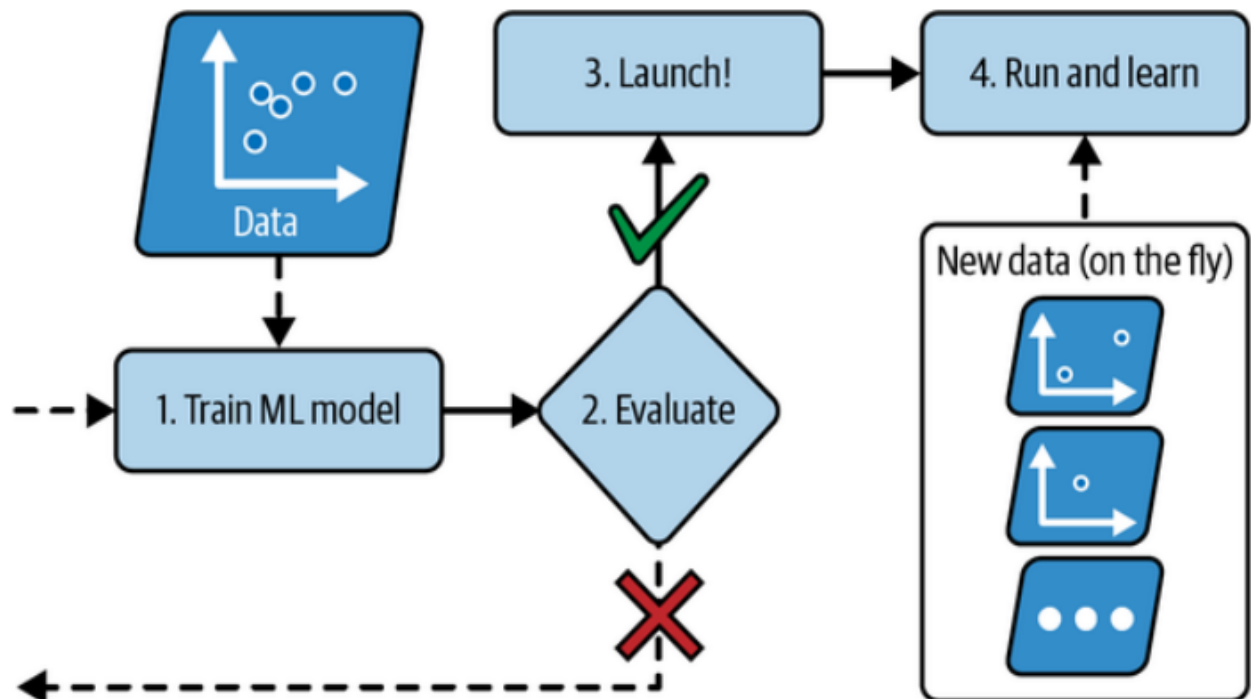 Data
1. Train ML model
2. Evaluate
3. Launch!
4. Run and learn
New data (on the fly)